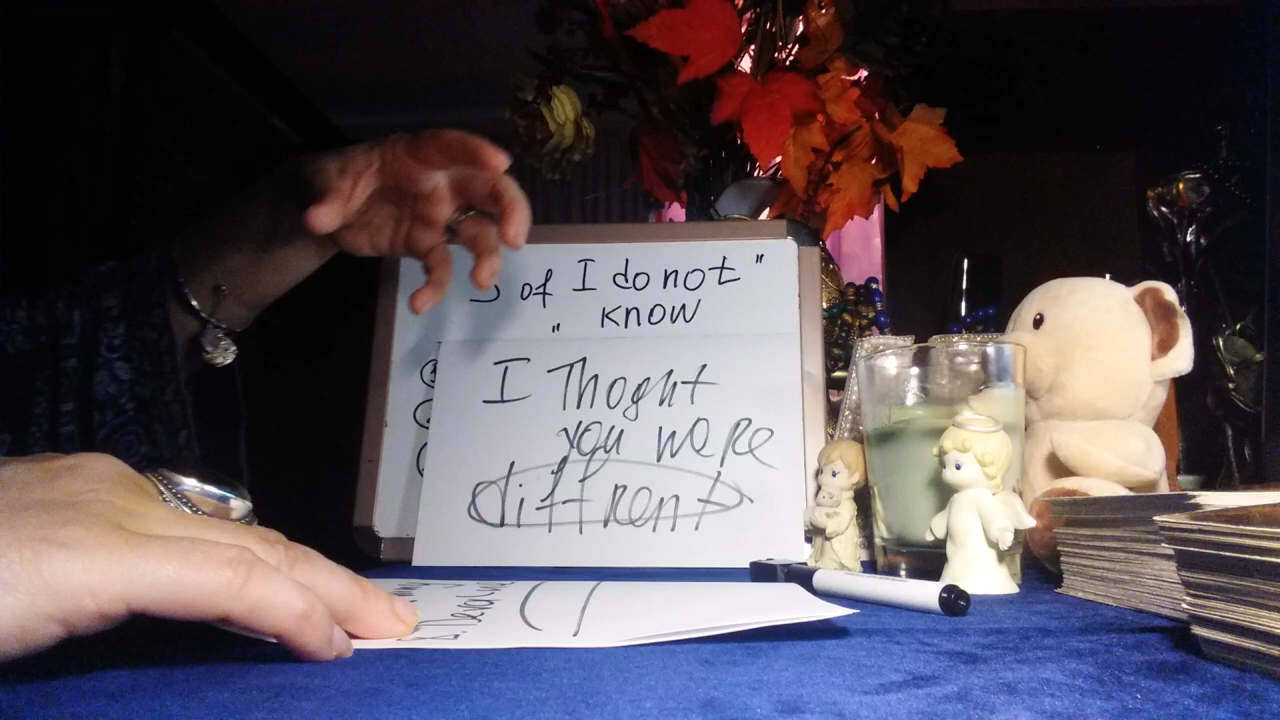 of I do not"
" know
I Thoght
you were
diffrent